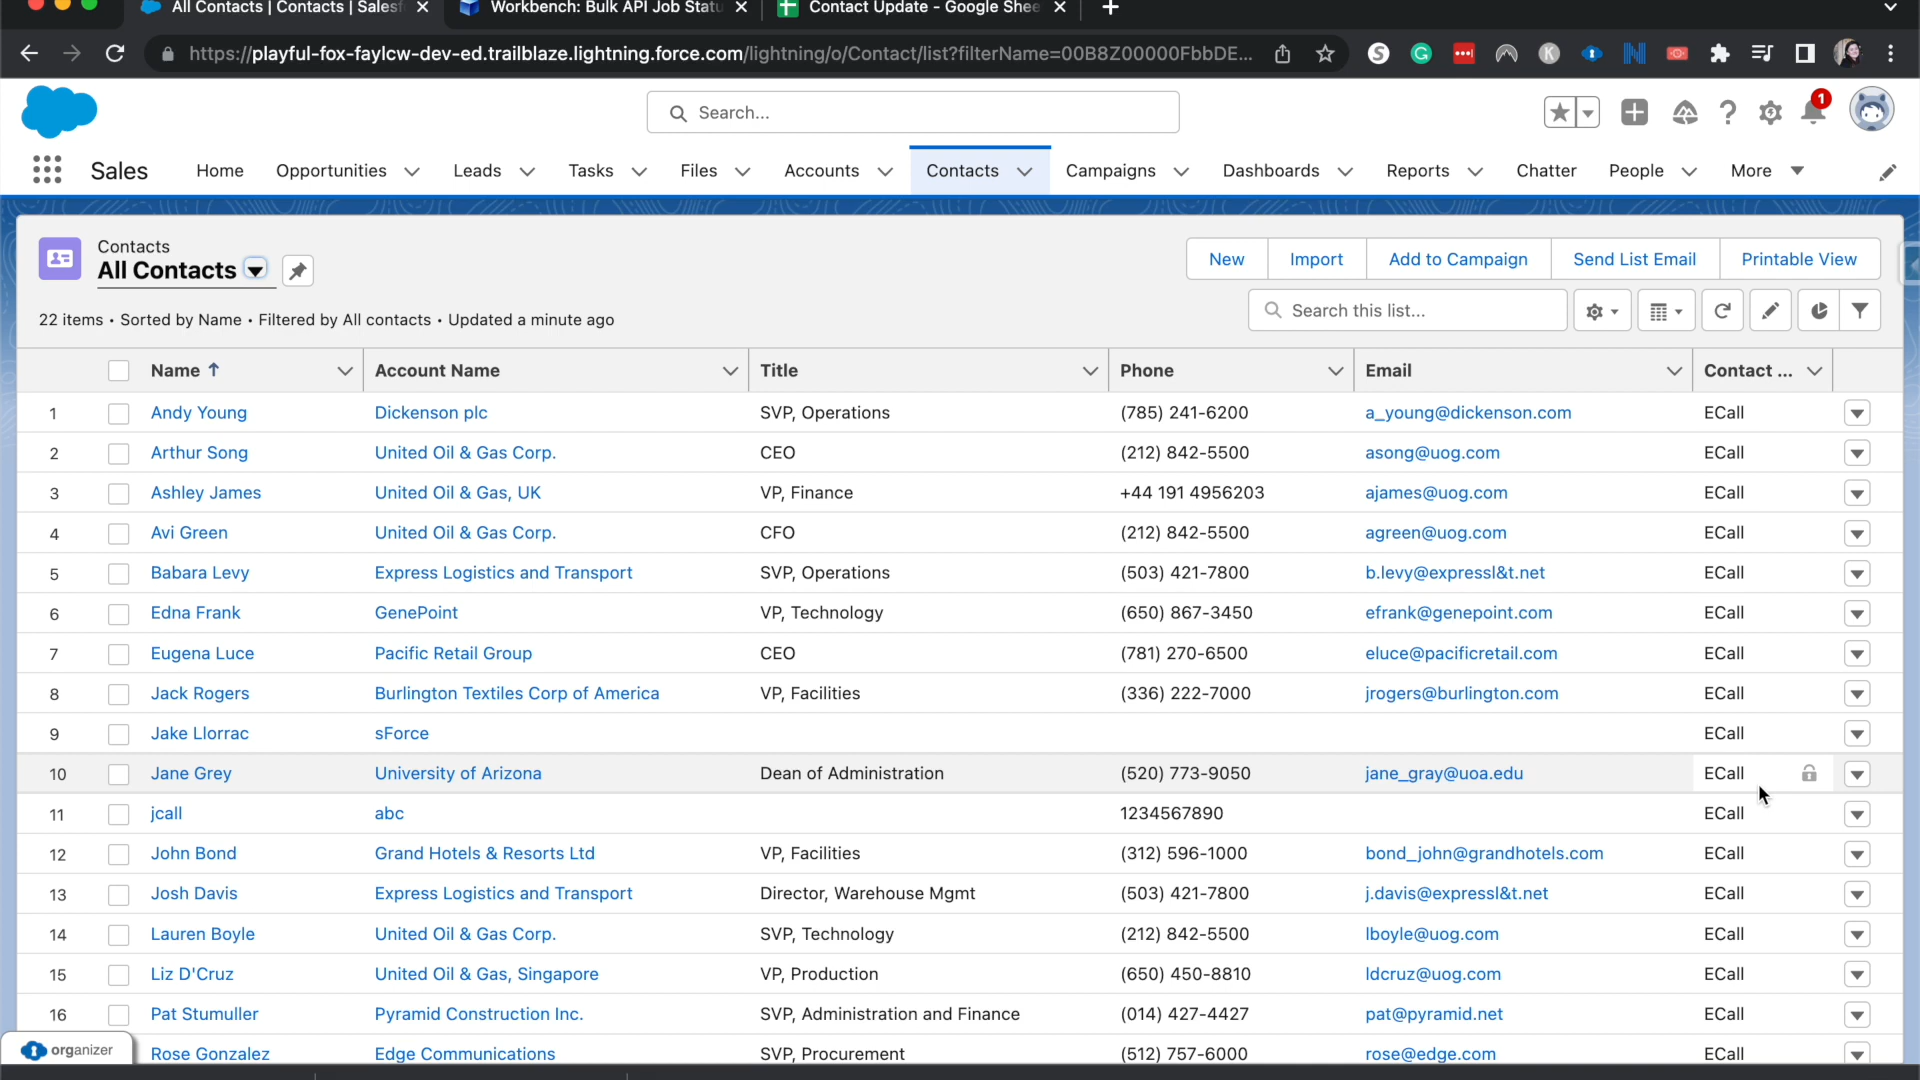 All Contacts | Contacts | Salesf
Workbench: Bulk API Job Statu
Contact Update - Google Shee
https://playful-fox-faylcw-dev-ed.trailblaze.lightning.force.com/lightning/o/Contact/list?filterName=00B8Z00000FbbDE...
Search...
1
Sales Home Opportunities Leads Tasks Files Accounts Contacts Campaigns Dashboards Reports Chatter People More
Contacts
All Contacts
New Import Add to Campaign Send List Email Printable View
22 items • Sorted by Name • Filtered by All contacts • Updated a minute ago
Search this list...
Name ↑ Account Name Title Phone Email Contact ...
1 Andy Young Dickenson plc SVP, Operations (785) 241-6200 a_young@dickenson.com ECall
2 Arthur Song United Oil & Gas Corp. CEO (212) 842-5500 asong@uog.com ECall
3 Ashley James United Oil & Gas, UK VP, Finance +44 191 4956203 ajames@uog.com ECall
4 Avi Green United Oil & Gas Corp. CFO (212) 842-5500 agreen@uog.com ECall
5 Babara Levy Express Logistics and Transport SVP, Operations (503) 421-7800 b.levy@expressl&t.net ECall
6 Edna Frank GenePoint VP, Technology (650) 867-3450 efrank@genepoint.com ECall
7 Eugena Luce Pacific Retail Group CEO (781) 270-6500 eluce@pacificretail.com ECall
8 Jack Rogers Burlington Textiles Corp of America VP, Facilities (336) 222-7000 jrogers@burlington.com ECall
9 Jake Llorrac sForce ECall
10 Jane Grey University of Arizona Dean of Administration (520) 773-9050 jane_gray@uoa.edu ECall
11 jcall abc 1234567890 ECall
12 John Bond Grand Hotels & Resorts Ltd VP, Facilities (312) 596-1000 bond_john@grandhotels.com ECall
13 Josh Davis Express Logistics and Transport Director, Warehouse Mgmt (503) 421-7800 j.davis@expressl&t.net ECall
14 Lauren Boyle United Oil & Gas Corp. SVP, Technology (212) 842-5500 lboyle@uog.com ECall
15 Liz D'Cruz United Oil & Gas, Singapore VP, Production (650) 450-8810 ldcruz@uog.com ECall
16 Pat Stumuller Pyramid Construction Inc. SVP, Administration and Finance (014) 427-4427 pat@pyramid.net ECall
organizer Rose Gonzalez Edge Communications SVP, Procurement (512) 757-6000 rose@edge.com ECall